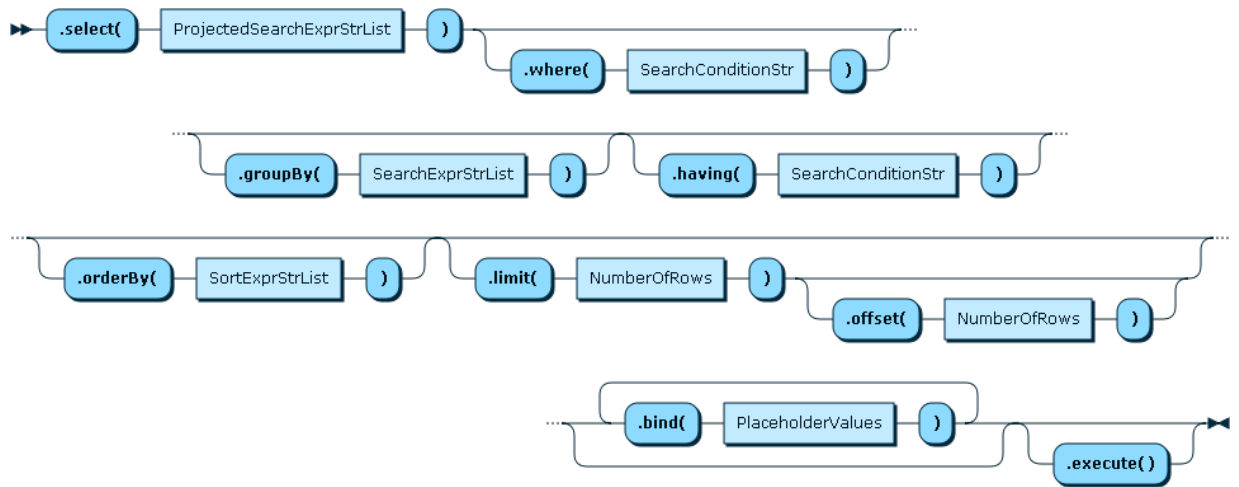 .select( ProjectedSearchExprStrList )
.where( SearchConditionStr )
.groupBy( SearchExprStrList ) .having( SearchConditionStr )
.orderBy( SortExprStrList ) .limit( NumberOfRows )
.offset( NumberOfRows )
.bind( PlaceholderValues )
.execute()